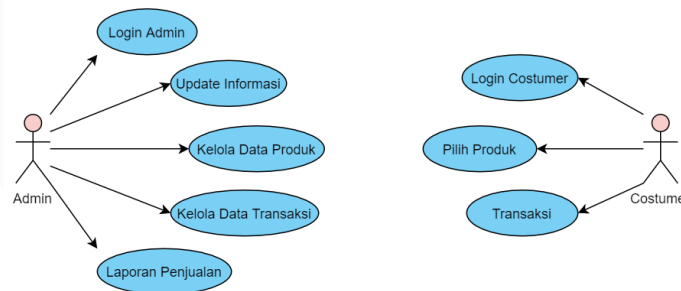 Login Admin
Update Informasi
Kelola Data Produk
Kelola Data Transaksi
Laporan Penjualan
Admin
Login Costumer
Pilih Produk
Transaksi
Costume